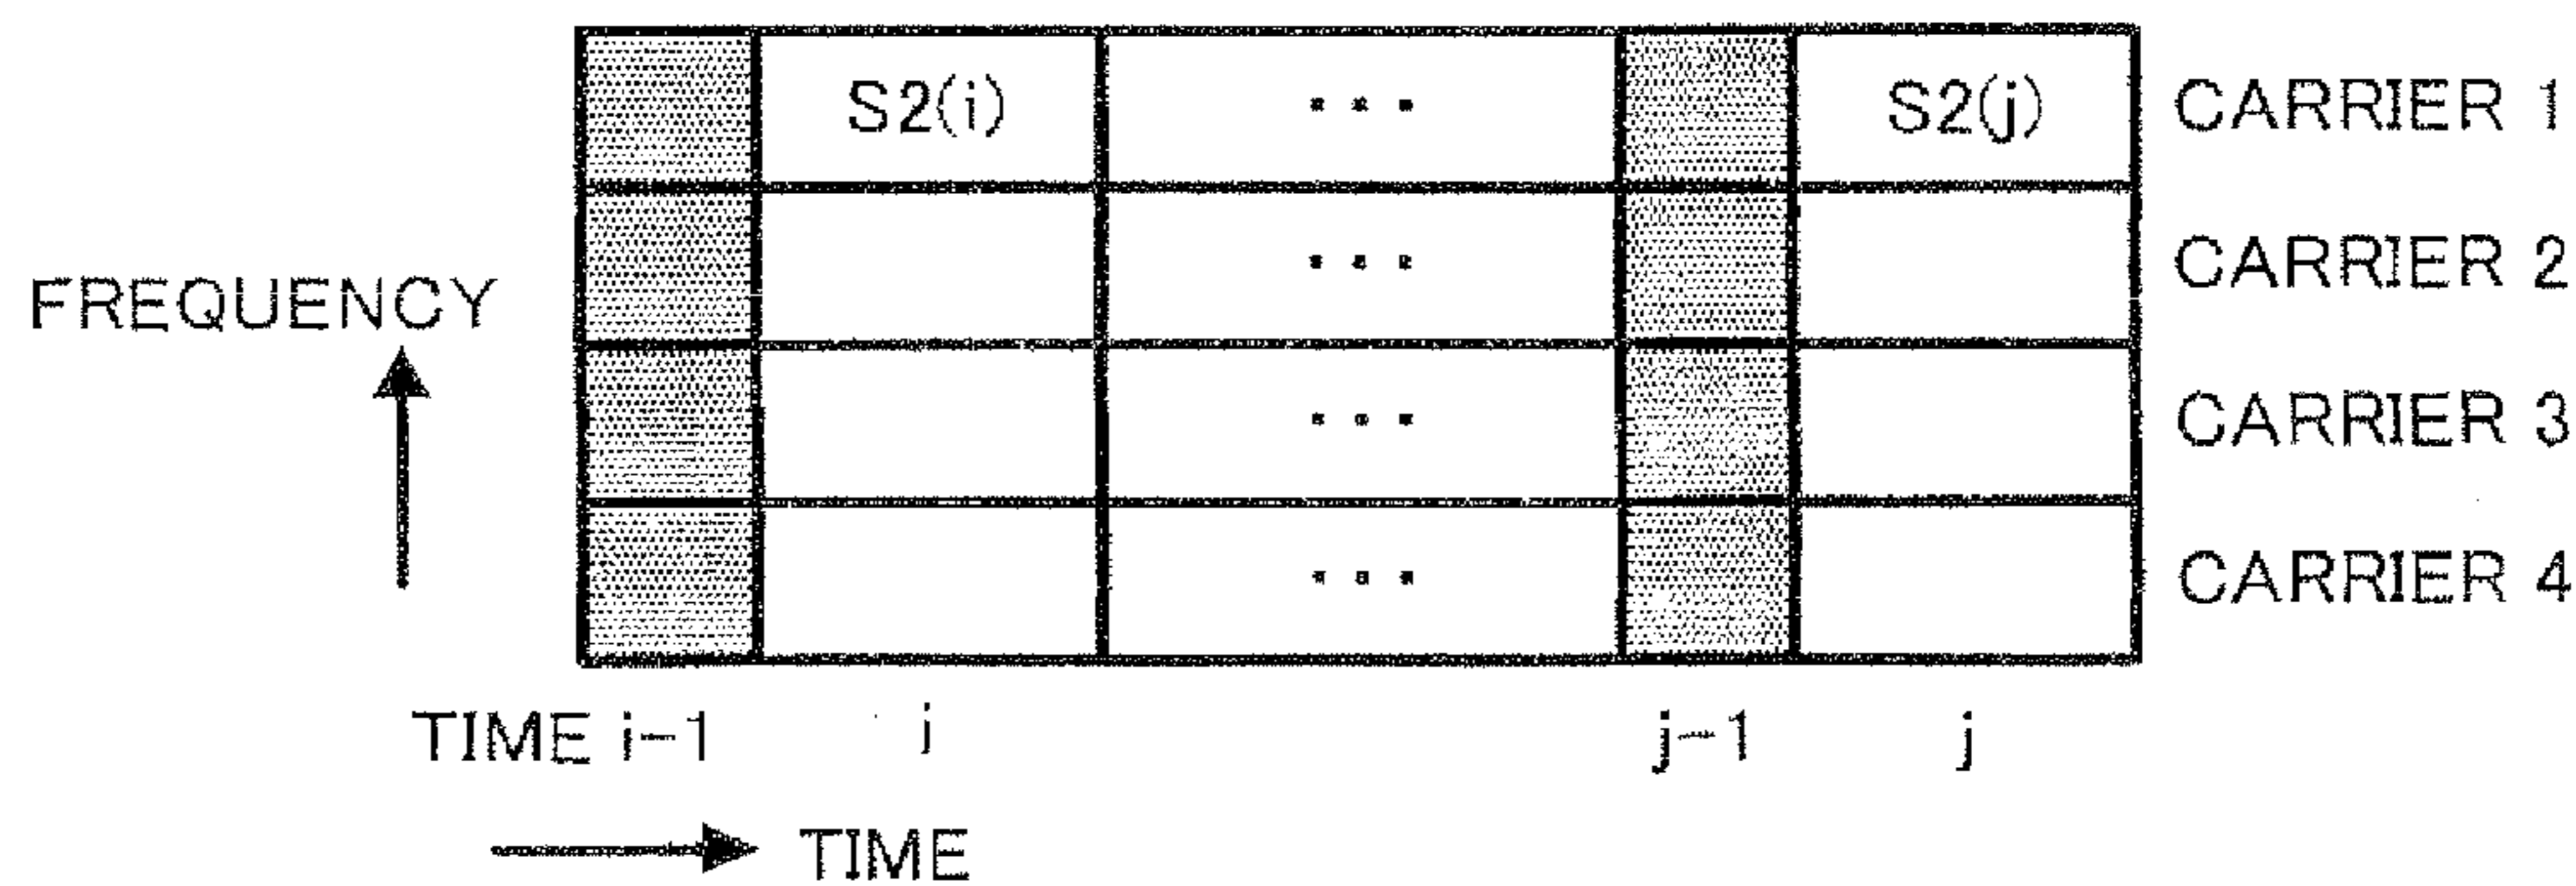 S2(i) ▪ ▪ ▪ S2(j) CARRIER 1
▪ ▪ ▪ CARRIER 2
FREQUENCY
▪ ▪ ▪ CARRIER 3
▪ ▪ ▪ CARRIER 4
TIME i-1 i j-1 j
TIME